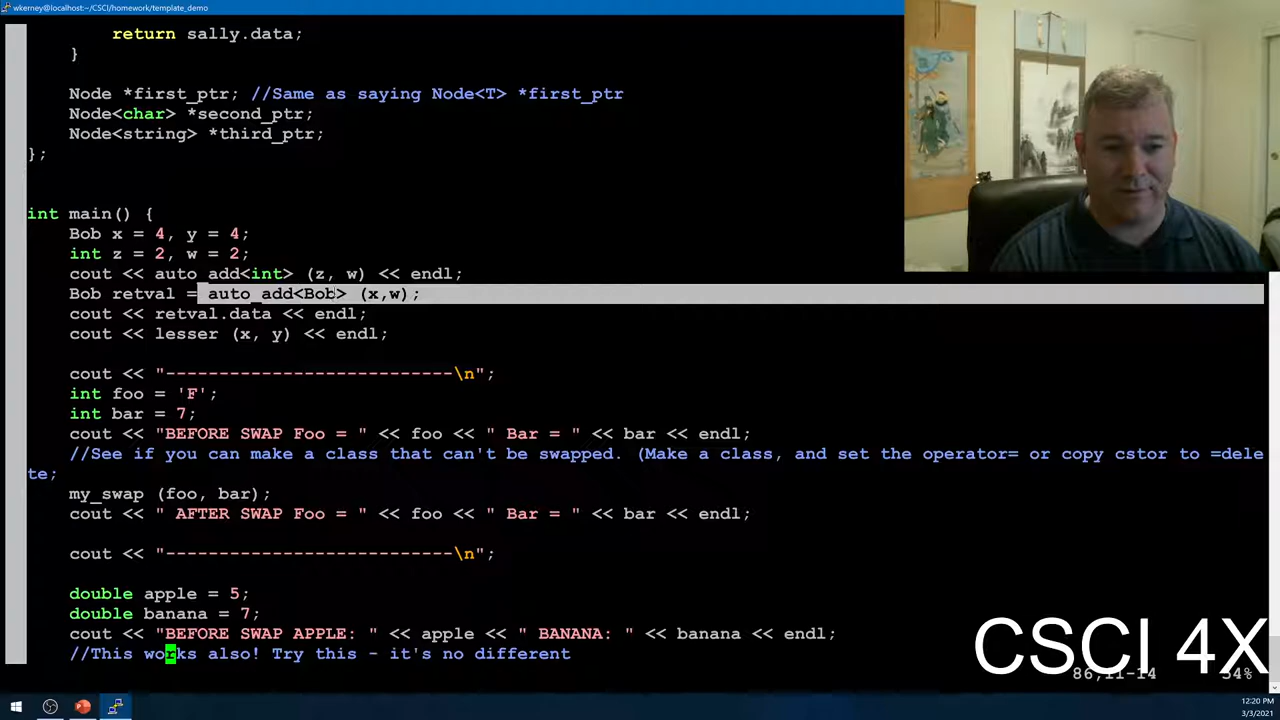 wkerney@localhost:~/CSCI/homework/template_demo
return sally.data;
}
Node *first_ptr; //Same as saying Node<T> *first_ptr
Node<char> *second_ptr;
Node<string> *third_ptr;
};
int main() {
Bob x = 4, y = 4;
int z = 2, w = 2;
cout << auto_add<int> (z, w) << endl;
Bob retval = auto_add<Bob> (x,w);
cout << retval.data << endl;
cout << lesser (x, y) << endl;
cout << "---------------------------\n";
int foo = 'F';
int bar = 7;
cout << "BEFORE SWAP Foo = " << foo << " Bar = " << bar << endl;
//See if you can make a class that can't be swapped. (Make a class, and set the operator= or copy cstor to =dele
te;
my_swap (foo, bar);
cout << " AFTER SWAP Foo = " << foo << " Bar = " << bar << endl;
cout << "---------------------------\n";
double apple = 5;
double banana = 7;
cout << "BEFORE SWAP APPLE: " << apple << " BANANA: " << banana << endl;
//This works also! Try this - it's no different
CSCI 4X
86,11-14 54%
12:20 PM
3/3/2021